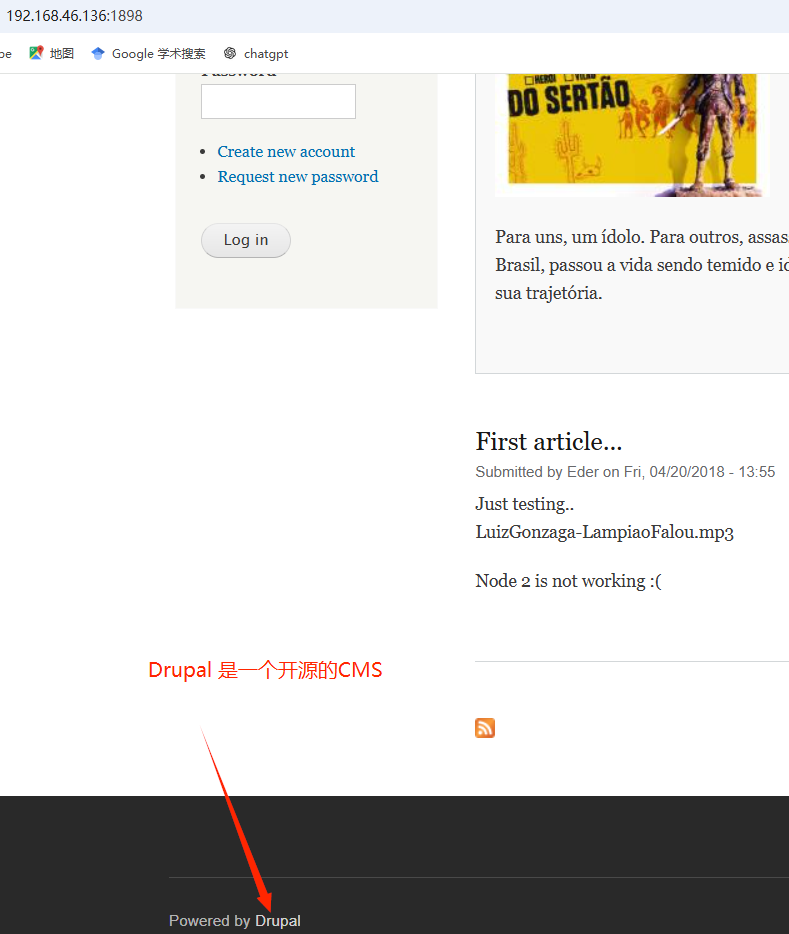 192.168.46.136:1898
pe
地图
Google 学术搜索
chatgpt
Password
Create new account
Request new password
Log in
HERÓI
VILÃO
DO SERTÃO
Para uns, um ídolo. Para outros, assas
Brasil, passou a vida sendo temido e id
sua trajetória.
First article...
Submitted by Eder on Fri, 04/20/2018 - 13:55
Just testing..
LuizGonzaga-LampiaoFalou.mp3
Node 2 is not working :(
Drupal 是一个开源的CMS
Powered by Drupal